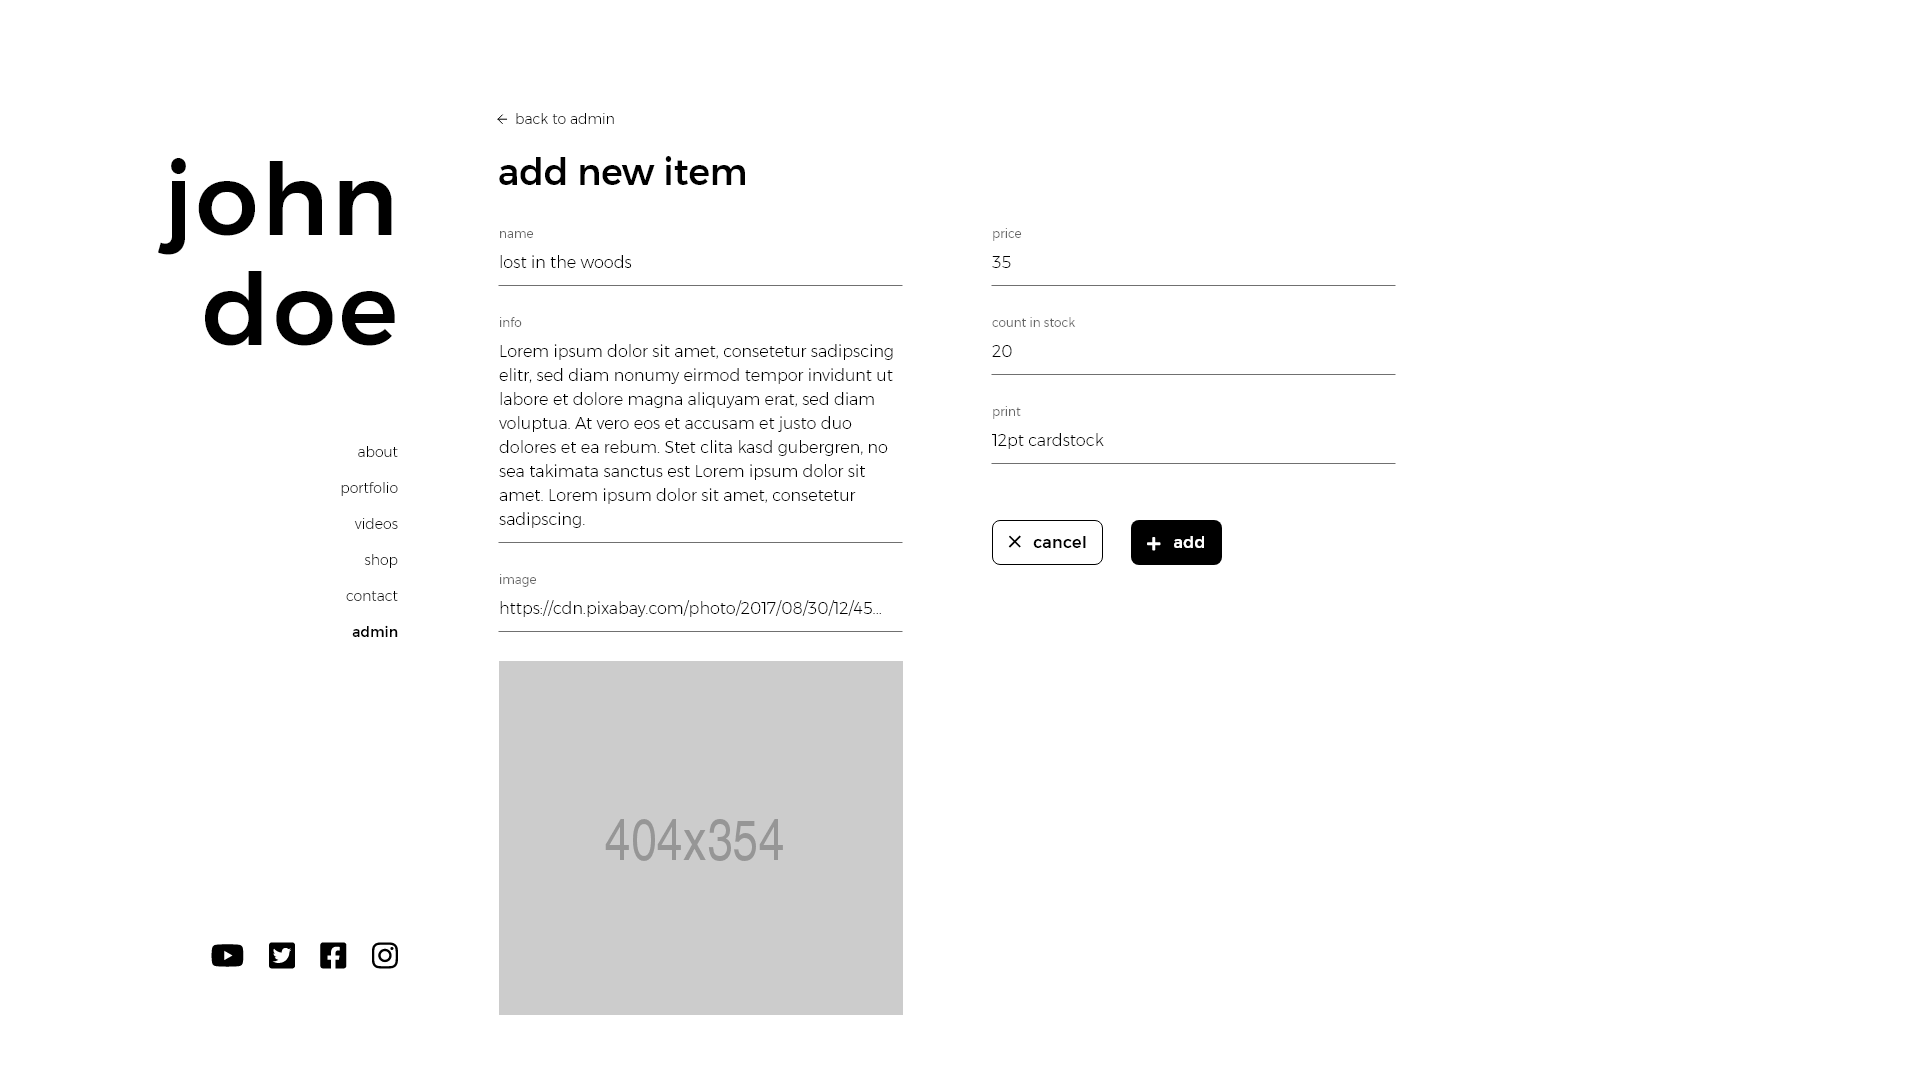 john
doe
about
portfolio
videos
shop
contact
admin
back to admin
add new item
name
lost in the woods
info
Lorem ipsum dolor sit amet, consetetur sadipscing
elitr, sed diam nonumy eirmod tempor invidunt ut
labore et dolore magna aliquyam erat, sed diam
voluptua. At vero eos et accusam et justo duo
dolores et ea rebum. Stet clita kasd gubergren, no
sea takimata sanctus est Lorem ipsum dolor sit
amet. Lorem ipsum dolor sit amet, consetetur
sadipscing.
image
https://cdn.pixabay.com/photo/2017/08/30/12/45...
404x354
price
35
count in stock
20
print
12pt cardstock
cancel
add